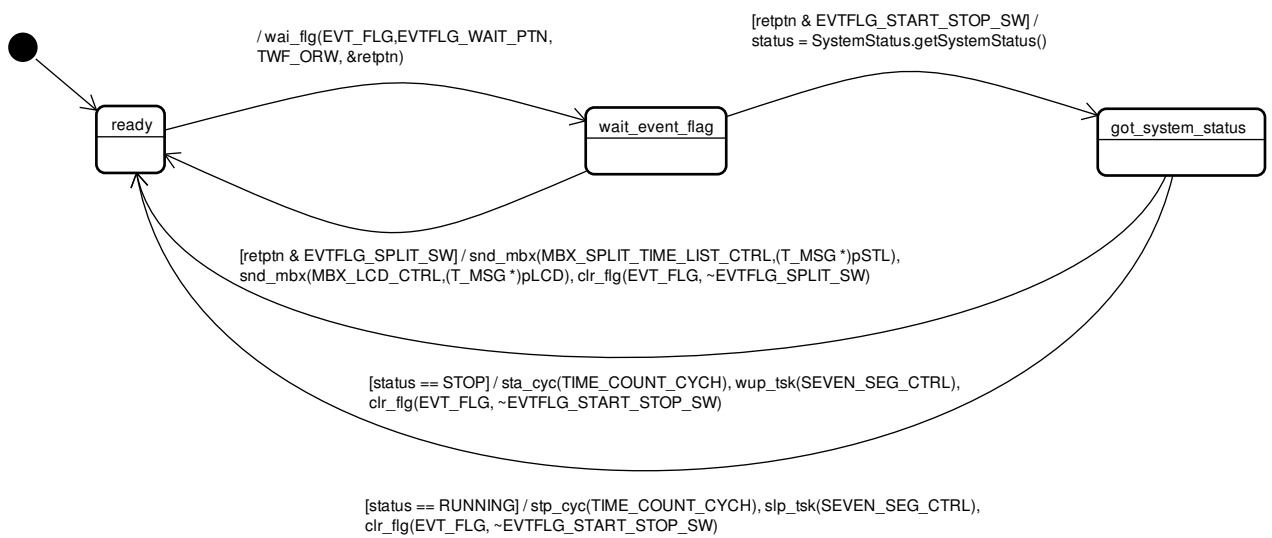 [retptn & EVTFLG_START_STOP_SW] /
status = SystemStatus.getSystemStatus()
/ wai_flg(EVT_FLG,EVTFLG_WAIT_PTN,
TWF_ORW, &retptn)
ready
wait_event_flag
got_system_status
[retptn & EVTFLG_SPLIT_SW] / snd_mbx(MBX_SPLIT_TIME_LIST_CTRL,(T_MSG *)pSTL),
snd_mbx(MBX_LCD_CTRL,(T_MSG *)pLCD), clr_flg(EVT_FLG, ~EVTFLG_SPLIT_SW)
[status == STOP] / sta_cyc(TIME_COUNT_CYCH), wup_tsk(SEVEN_SEG_CTRL),
clr_flg(EVT_FLG, ~EVTFLG_START_STOP_SW)
[status == RUNNING] / stp_cyc(TIME_COUNT_CYCH), slp_tsk(SEVEN_SEG_CTRL),
clr_flg(EVT_FLG, ~EVTFLG_START_STOP_SW)